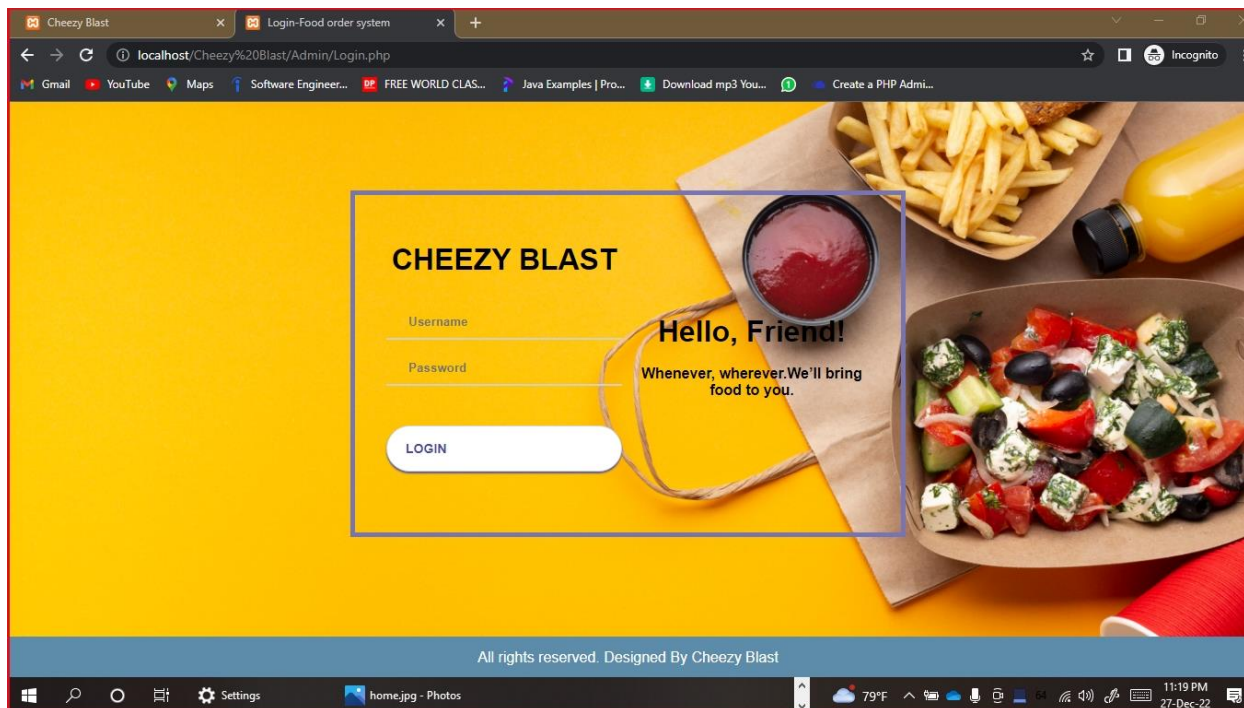 Cheezy Blast
Login-Food order system
localhost/Cheezy%20Blast/Admin/Login.php
Incognito
Gmail
YouTube
Maps
Software Engineer...
FREE WORLD CLAS...
Java Examples | Pro...
Download mp3 You...
Create a PHP Admi...
CHEEZY BLAST
Username
Password
LOGIN
Hello, Friend!
Whenever, wherever.We'll bring
food to you.
All rights reserved. Designed By Cheezy Blast
Settings
home.jpg - Photos
79°F
64
11:19 PM
27-Dec-22